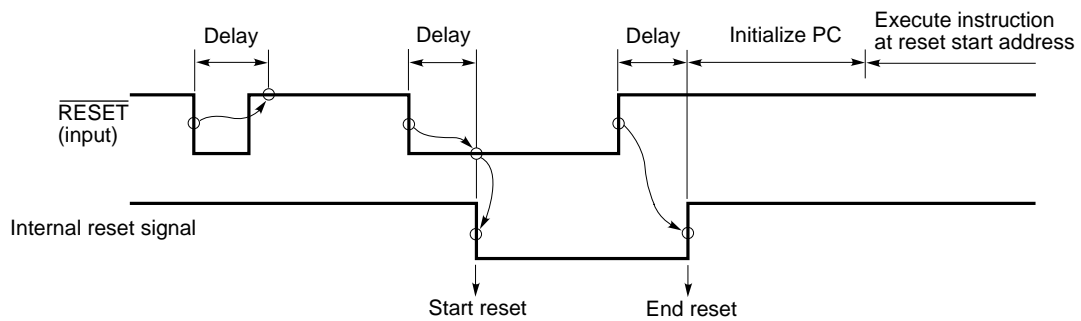 Delay
Delay
Delay
Initialize PC
Execute instruction
at reset start address
RESET
(input)
Internal reset signal
Start reset
End reset